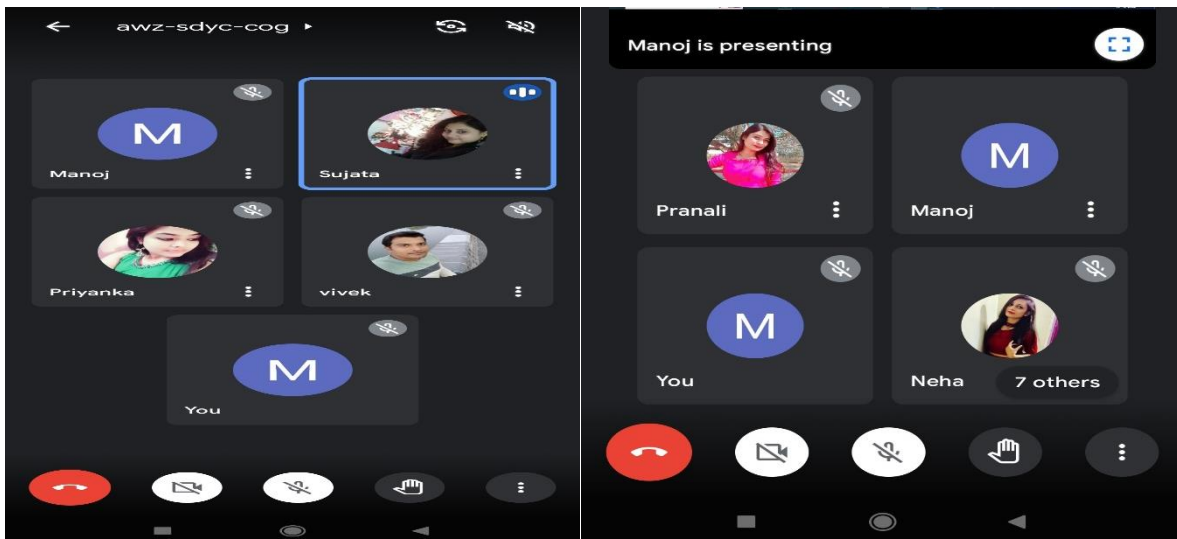 awz-sdyc-cog
M
Manoj
Sujata
Priyanka
vivek
M
You
Manoj is presenting
Pranali
M
Manoj
M
You
Neha
7 others